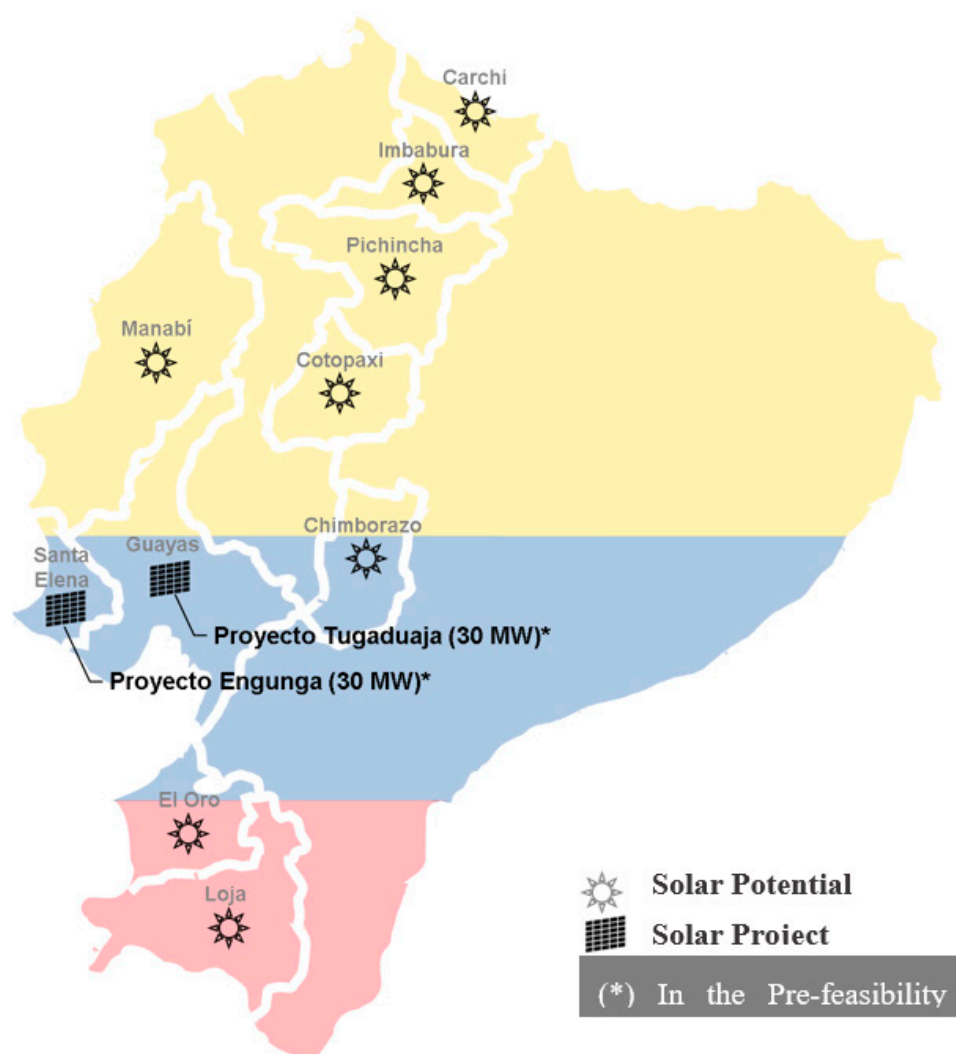 Carchi
Imbabura
Pichincha
Manabí
Cotopaxi
Chimborazo
Guayas
Santa
Elena
Proyecto Tugaduaja (30 MW)*
Proyecto Engunga (30 MW)*
El Oro
Loja
Solar Potential
Solar Proiect
(*) In the Pre-feasibility